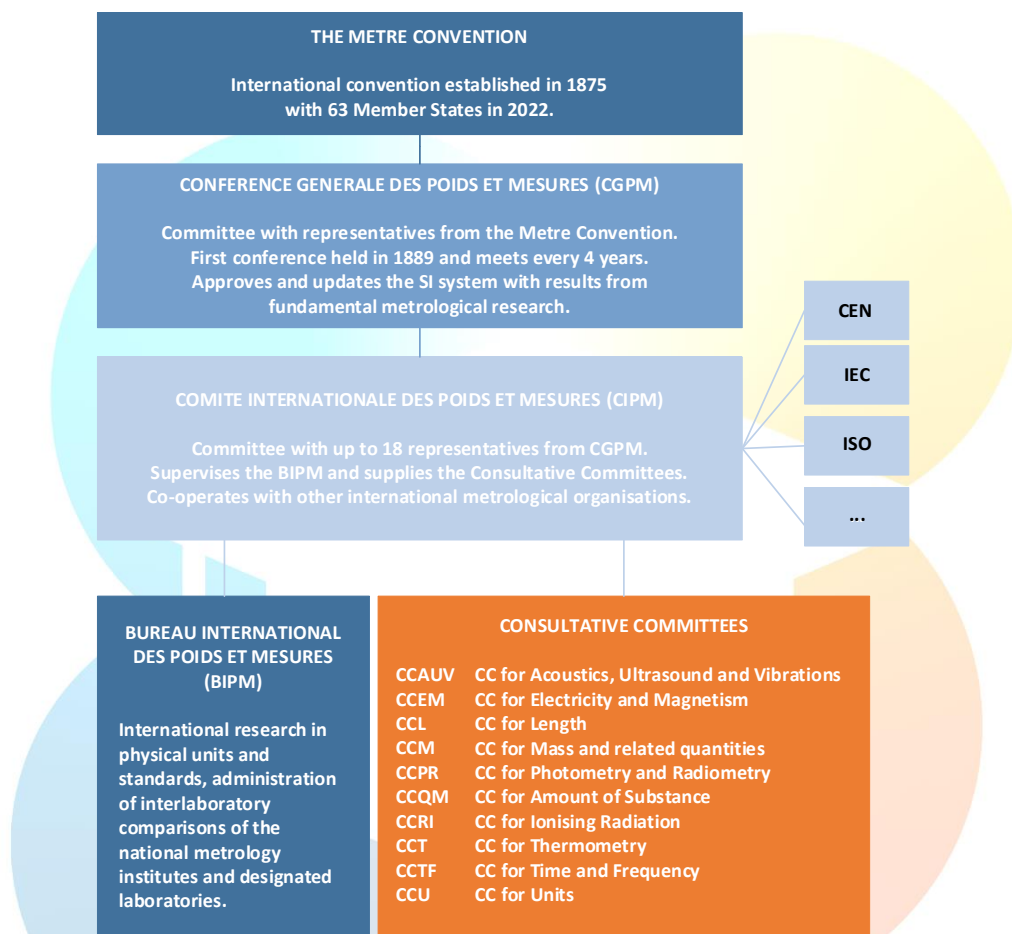 THE METRE CONVENTION
International convention established in 1875
with 63 Member States in 2022.
CONFERENCE GENERALE DES POIDS ET MESURES (CGPM)
Committee with representatives from the Metre Convention.
First conference held in 1889 and meets every 4 years.
Approves and updates the SI system with results from
fundamental metrological research.
COMITE INTERNATIONALE DES POIDS ET MESURES (CIPM)
Committee with up to 18 representatives from CGPM.
Supervises the BIPM and supplies the Consultative Committees.
Co-operates with other international metrological organisations.
CEN
IEC
ISO
...
BUREAU INTERNATIONAL
DES POIDS ET MESURES
(BIPM)
International research in
physical units and
standards, administration
of interlaboratory
comparisons of the
national metrology
institutes and designated
laboratories.
CONSULTATIVE COMMITTEES
CCAUV CC for Acoustics, Ultrasound and Vibrations
CCEM CC for Electricity and Magnetism
CCL CC for Length
CCM CC for Mass and related quantities
CCPR CC for Photometry and Radiometry
CCQM CC for Amount of Substance
CCRI CC for Ionising Radiation
CCT CC for Thermometry
CCTF CC for Time and Frequency
CCU CC for Units